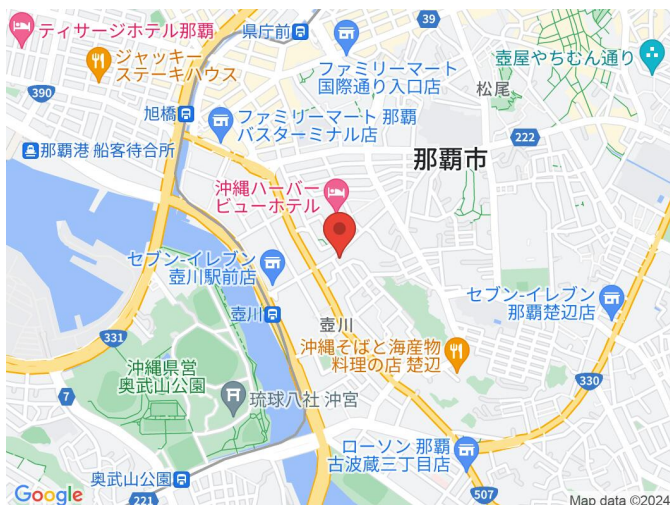 ティサージホテル那覇
県庁前
39
ジャッキー
ステーキハウス
ファミリーマート
国際通り入口店
壺屋やちむん通り
松尾
390
旭橋
ファミリーマート 那覇
バスターミナル店
222
那覇港 船客待合所
那覇市
沖縄ハーバー
ビューホテル
セブン-イレブン
壺川駅前店
セブン-イレブン
那覇楚辺店
壺川
壺川
331
沖縄そばと海産物
料理の店 楚辺
沖縄県営
奥武山公園
330
7
琉球八社 沖宮
ローソン 那覇
古波蔵三丁目店
奥武山公園
Google
221
507
Map data ©2024